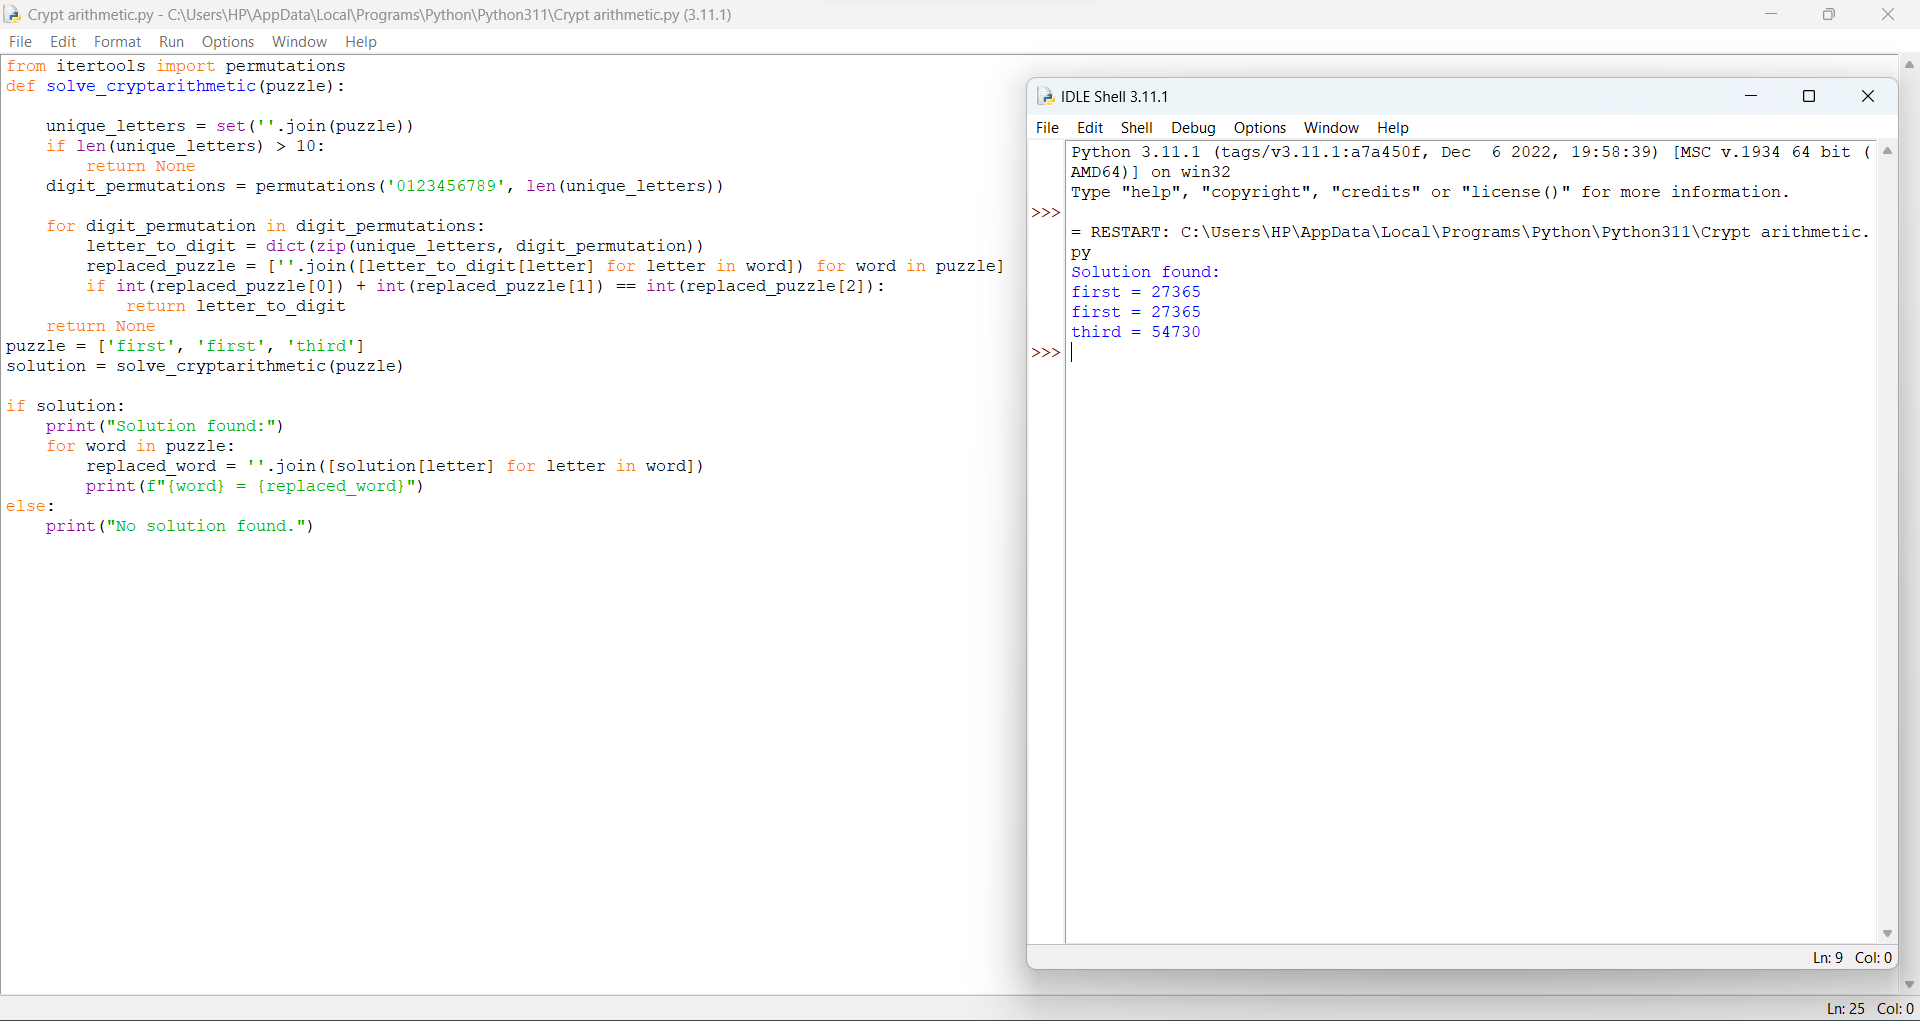 Crypt arithmetic.py - C:\Users\HP\AppData\Local\Programs\Python\Python311\Crypt arithmetic.py (3.11.1)
File Edit Format Run Options Window Help
from itertools import permutations
def solve_cryptarithmetic(puzzle):
    unique_letters = set(''.join(puzzle))
    if len(unique_letters) > 10:
        return None
    digit_permutations = permutations('0123456789', len(unique_letters))
    for digit_permutation in digit_permutations:
        letter_to_digit = dict(zip(unique_letters, digit_permutation))
        replaced_puzzle = [''.join([letter_to_digit[letter] for letter in word]) for word in puzzle]
        if int(replaced_puzzle[0]) + int(replaced_puzzle[1]) == int(replaced_puzzle[2]):
            return letter_to_digit
    return None
puzzle = ['first', 'first', 'third']
solution = solve_cryptarithmetic(puzzle)
if solution:
    print("Solution found:")
    for word in puzzle:
        replaced_word = ''.join([solution[letter] for letter in word])
        print(f"{word} = {replaced_word}")
else:
    print("No solution found.")
IDLE Shell 3.11.1
File Edit Shell Debug Options Window Help
Python 3.11.1 (tags/v3.11.1:a7a450f, Dec  6 2022, 19:58:39) [MSC v.1934 64 bit (
AMD64)] on win32
Type "help", "copyright", "credits" or "license()" for more information.
>>>
= RESTART: C:\Users\HP\AppData\Local\Programs\Python\Python311\Crypt arithmetic.
py
Solution found:
first = 27365
first = 27365
third = 54730
>>>
Ln: 9 Col: 0
Ln: 25 Col: 0